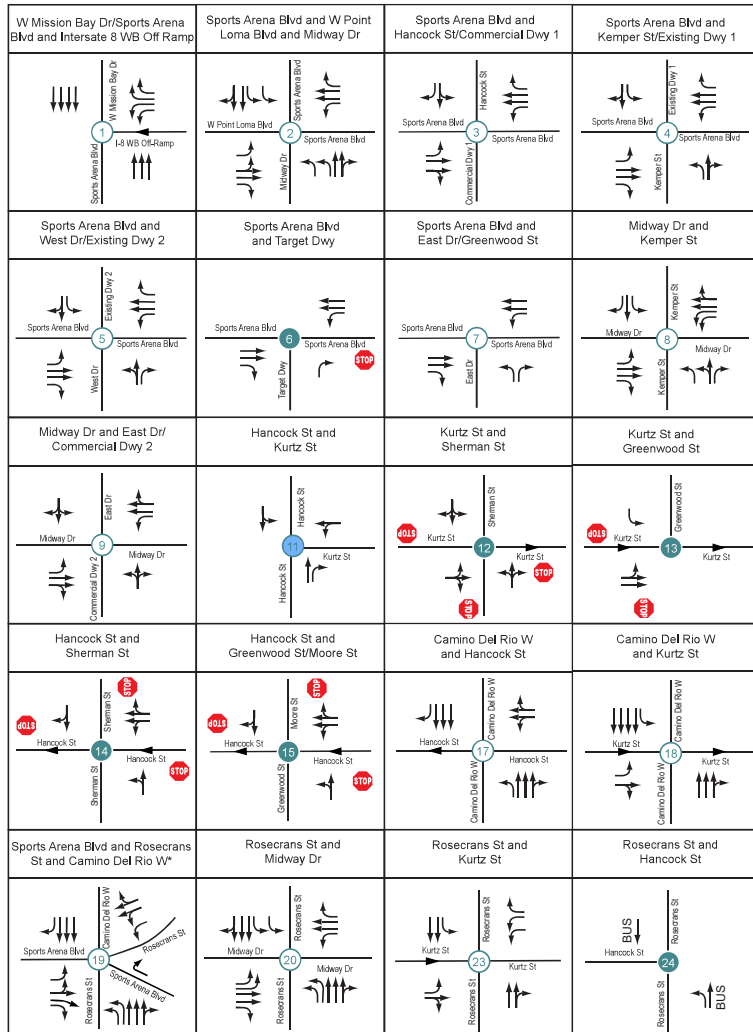 W Mission Bay Dr/Sports Arena
Blvd and Intersate 8 WB Off Ramp
W Mission Bay Dr
1
I-8 WB Off-Ramp
Sports Arena Blvd
Sports Arena Blvd and W Point
Loma Blvd and Midway Dr
Sports Arena Blvd
W Point Loma Blvd
2
Sports Arena Blvd
Midway Dr
Sports Arena Blvd and
Hancock St/Commercial Dwy 1
Hancock St
Sports Arena Blvd
3
Sports Arena Blvd
Commercial Dwy 1
Sports Arena Blvd and
Kemper St/Existing Dwy 1
Existing Dwy 1
Sports Arena Blvd
4
Sports Arena Blvd
Kemper St
Sports Arena Blvd and
West Dr/Existing Dwy 2
Existing Dwy 2
Sports Arena Blvd
5
Sports Arena Blvd
West Dr
Sports Arena Blvd
and Target Dwy
Sports Arena Blvd
6
Sports Arena Blvd
STOP
Target Dwy
Sports Arena Blvd and
East Dr/Greenwood St
Sports Arena Blvd
7
Sports Arena Blvd
East Dr
Midway Dr and
Kemper St
Kemper St
Midway Dr
8
Midway Dr
Kemper St
Midway Dr and East Dr/
Commercial Dwy 2
East Dr
Midway Dr
9
Midway Dr
Commercial Dwy 2
Hancock St and
Kurtz St
Hancock St
11
Kurtz St
Hancock St
Kurtz St and
Sherman St
Sherman St
STOP
Kurtz St
12
Kurtz St
STOP
STOP
Kurtz St and
Greenwood St
Greenwood St
STOP
Kurtz St
13
Kurtz St
STOP
Hancock St and
Sherman St
STOP
Sherman St
STOP
Hancock St
14
Hancock St
STOP
Sherman St
Hancock St and
Greenwood St/Moore St
STOP
Moore St
STOP
Hancock St
15
Hancock St
STOP
Greenwood St
Camino Del Rio W
and Hancock St
Camino Del Rio W
Hancock St
17
Hancock St
Camino Del Rio W
Camino Del Rio W
and Kurtz St
Camino Del Rio W
Kurtz St
18
Kurtz St
Camino Del Rio W
Sports Arena Blvd and Rosecrans
St and Camino Del Rio W*
Camino Del Rio W
Sports Arena Blvd
19
Rosecrans St
Sports Arena Blvd
Rosecrans St
Rosecrans St and
Midway Dr
Rosecrans St
Midway Dr
20
Midway Dr
Rosecrans St
Rosecrans St and
Kurtz St
Rosecrans St
Kurtz St
23
Kurtz St
Rosecrans St
Rosecrans St and
Hancock St
BUS
Rosecrans St
Hancock St
24
Rosecrans St
BUS